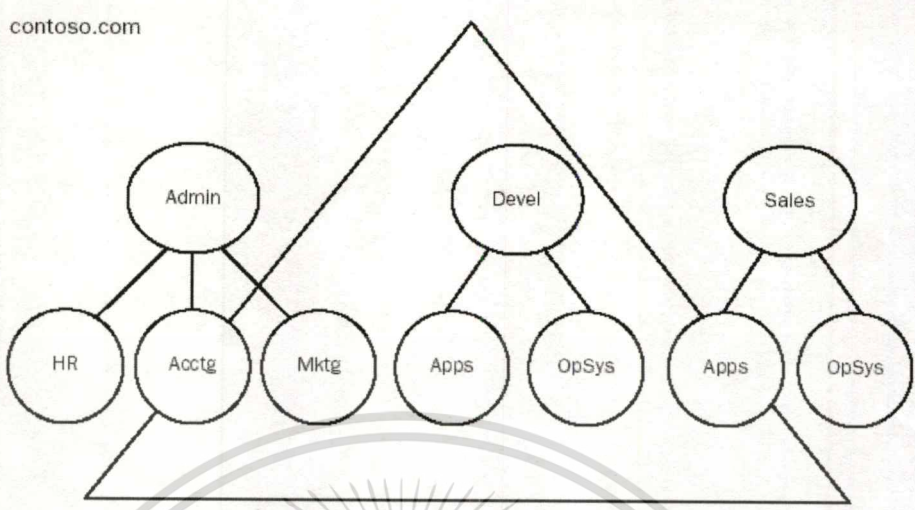 contoso.com
Admin
Devel
Sales
HR
Acctg
Mktg
Apps
OpSys
Apps
OpSys